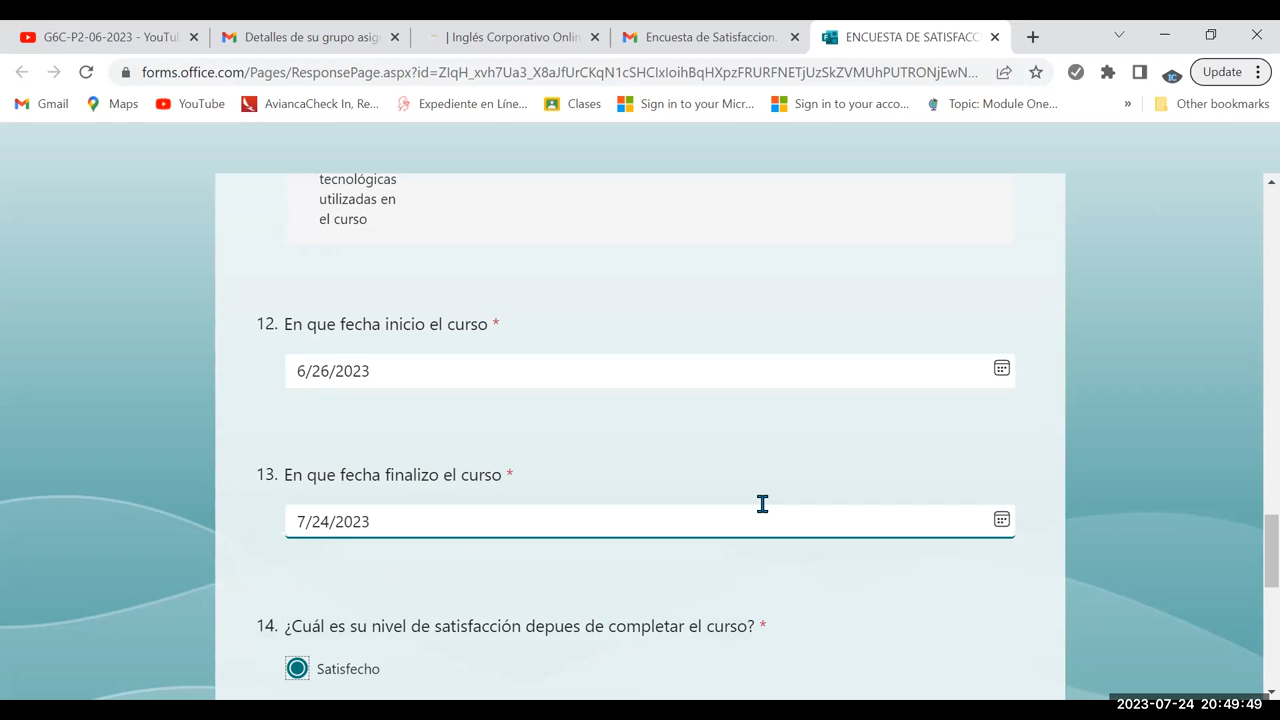 G6C-P2-06-2023 - YouTu
Detalles de su grupo asig
| Inglés Corporativo Onlin
Encuesta de Satisfaccion.
ENCUESTA DE SATISFACC
forms.office.com/Pages/ResponsePage.aspx?id=ZIqH_xvh7Ua3_X8aJfUrCKqN1cSHCIxIoihBqHXpzFRURFNETjUzSkZVMUhPUTRONjEwN...
Update
Gmail
Maps
YouTube
AviancaCheck In, Re...
Expediente en Líne...
Clases
Sign in to your Micr...
Sign in to your acco...
Topic: Module One...
»
Other bookmarks
tecnológicas
utilizadas en
el curso
12. En que fecha inicio el curso *
6/26/2023
13. En que fecha finalizo el curso *
7/24/2023
14. ¿Cuál es su nivel de satisfacción depues de completar el curso? *
Satisfecho
2023-07-24 20:49:49